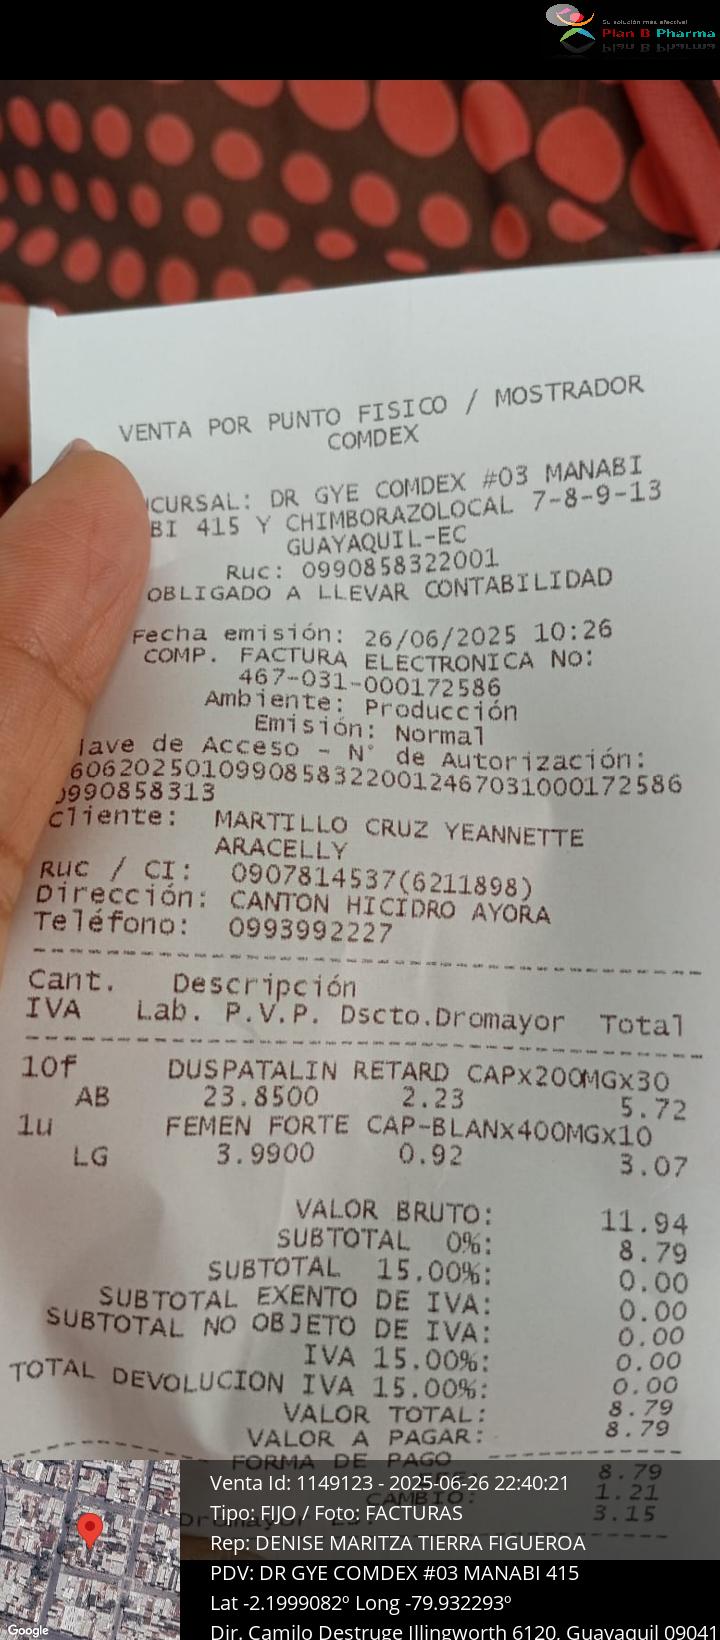 Su solución más efectiva!
Plan B Pharma
VENTA POR PUNTO FISICO / MOSTRADOR
COMDEX
CURSAL: DR GYE COMDEX #03 MANABI
BI 415 Y CHIMBORAZOLOCAL 7-8-9-13
GUAYAQUIL-EC
Ruc: 0990858322001
OBLIGADO A LLEVAR CONTABILIDAD
Fecha emisión: 26/06/2025 10:26
COMP. FACTURA ELECTRONICA NO:
467-031-000172586
Ambiente: Producción
Emisión: Normal
lave de Acceso - N° de Autorización:
60620250109908583220012467031000172586
0990858313
Cliente: MARTILLO CRUZ YEANNETTE
ARACELLY
Ruc / CI: 0907814537(6211898)
Dirección: CANTON HICIDRO AYORA
Teléfono: 0993992227
Cant. Descripción
IVA Lab. P.V.P. Dscto.Dromayor Total
10f DUSPATALIN RETARD CAPX200MGX30
AB 23.8500 2.23 5.72
1u FEMEN FORTE CAP-BLANX400MGX10
LG 3.9900 0.92 3.07
VALOR BRUTO: 11.94
SUBTOTAL 0%: 8.79
SUBTOTAL 15.00%: 0.00
SUBTOTAL EXENTO DE IVA: 0.00
SUBTOTAL NO OBJETO DE IVA: 0.00
IVA 15.00%: 0.00
TOTAL DEVOLUCION IVA 15.00%: 0.00
VALOR TOTAL: 8.79
VALOR A PAGAR: 8.79
FORMA DE PAGO
8.79
CAMBIO: 1.21
Dromayor 3.15
Venta Id: 1149123 - 2025-06-26 22:40:21
Tipo: FIJO / Foto: FACTURAS
Rep: DENISE MARITZA TIERRA FIGUEROA
PDV: DR GYE COMDEX #03 MANABI 415
Lat -2.1999082º Long -79.932293º
Dir. Camilo Destruge Illingworth 6120, Guayaquil 09041
Google